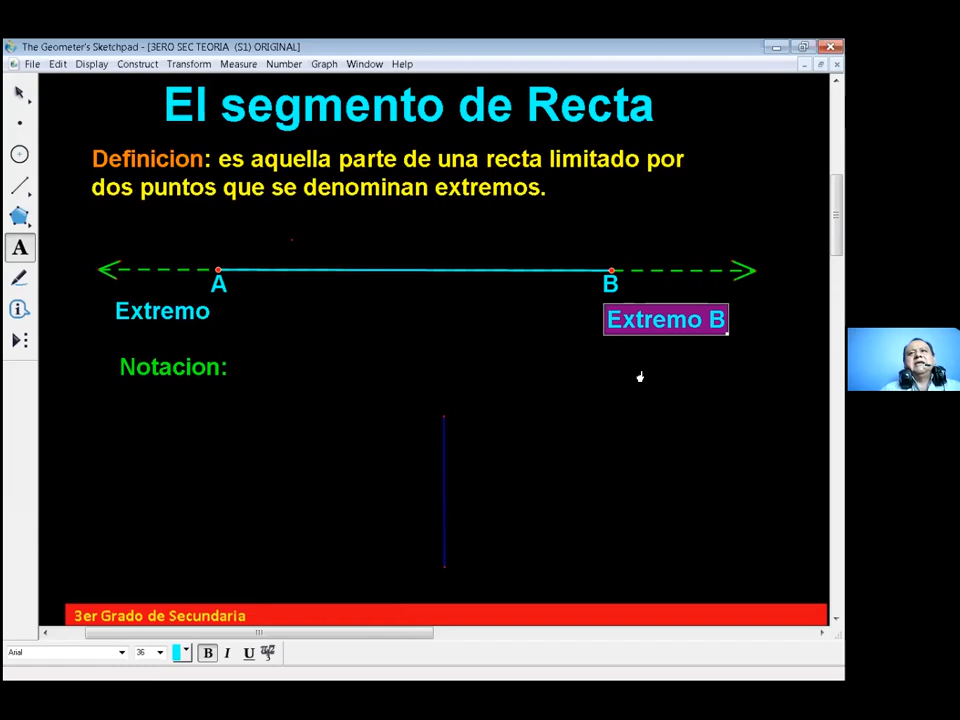 The Geometer's Sketchpad - [3ERO SEC TEORIA (S1) ORIGINAL]
File Edit Display Construct Transform Measure Number Graph Window Help
El segmento de Recta
Definicion: es aquella parte de una recta limitado por
dos puntos que se denominan extremos.
A B
Extremo
Extremo B
Notacion:
3er Grado de Secundaria
Arial 36 B I U